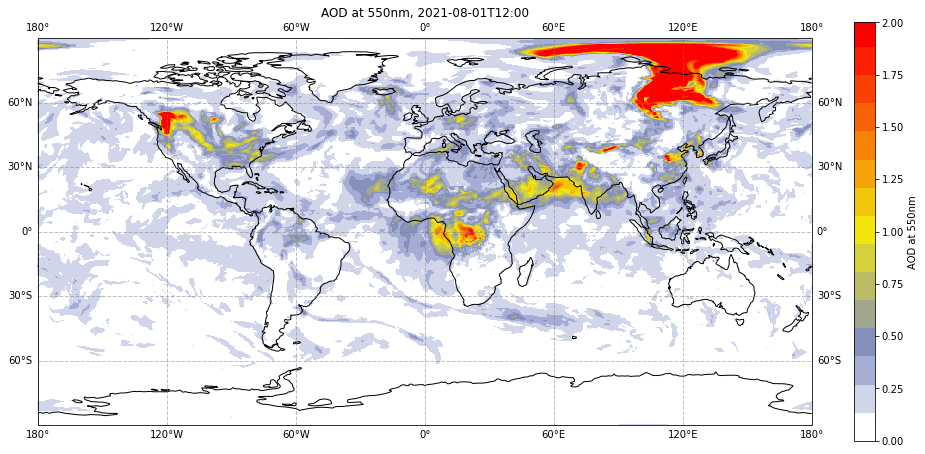 AOD at 550nm, 2021-08-01T12:00
180° 120°W 60°W 0° 60°E 120°E 180°
60°N 60°N
30°N 30°N
0° 0°
30°S 30°S
60°S 60°S
180° 120°W 60°W 0° 60°E 120°E 180°
2.00
1.75
1.50
1.25
1.00
0.75
0.50
0.25
0.00
AOD at 550nm